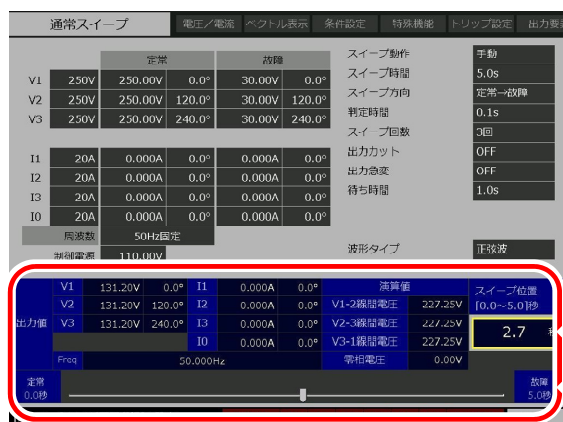 通常スイープ 電圧／電流 ベクトル表示 条件設定 特殊機能 トリップ設定 出力要
定常 故障
V1 250V 250.00V 0.0° 30.00V 0.0°
V2 250V 250.00V 120.0° 30.00V 120.0°
V3 250V 250.00V 240.0° 30.00V 240.0°
I1 20A 0.000A 0.0° 0.000A 0.0°
I2 20A 0.000A 0.0° 0.000A 0.0°
I3 20A 0.000A 0.0° 0.000A 0.0°
I0 20A 0.000A 0.0° 0.000A 0.0°
周波数 50Hz固定
制御電源 110.00V
スイープ動作 手動
スイープ時間 5.0s
スイープ方向 定常→故障
判定時間 0.1s
スイープ回数 3回
出力カット OFF
出力急変 OFF
待ち時間 1.0s
波形タイプ 正弦波
出力値
V1 131.20V 0.0° I1 0.000A 0.0° 演算値
V2 131.20V 120.0° I2 0.000A 0.0° V1-2線間電圧 227.25V
V3 131.20V 240.0° I3 0.000A 0.0° V2-3線間電圧 227.25V
I0 0.000A 0.0° V3-1線間電圧 227.25V
Freq 50.000Hz 零相電圧 0.00V
スイープ位置
[0.0~5.0]秒
2.7
定常
0.0秒
故障
5.0秒